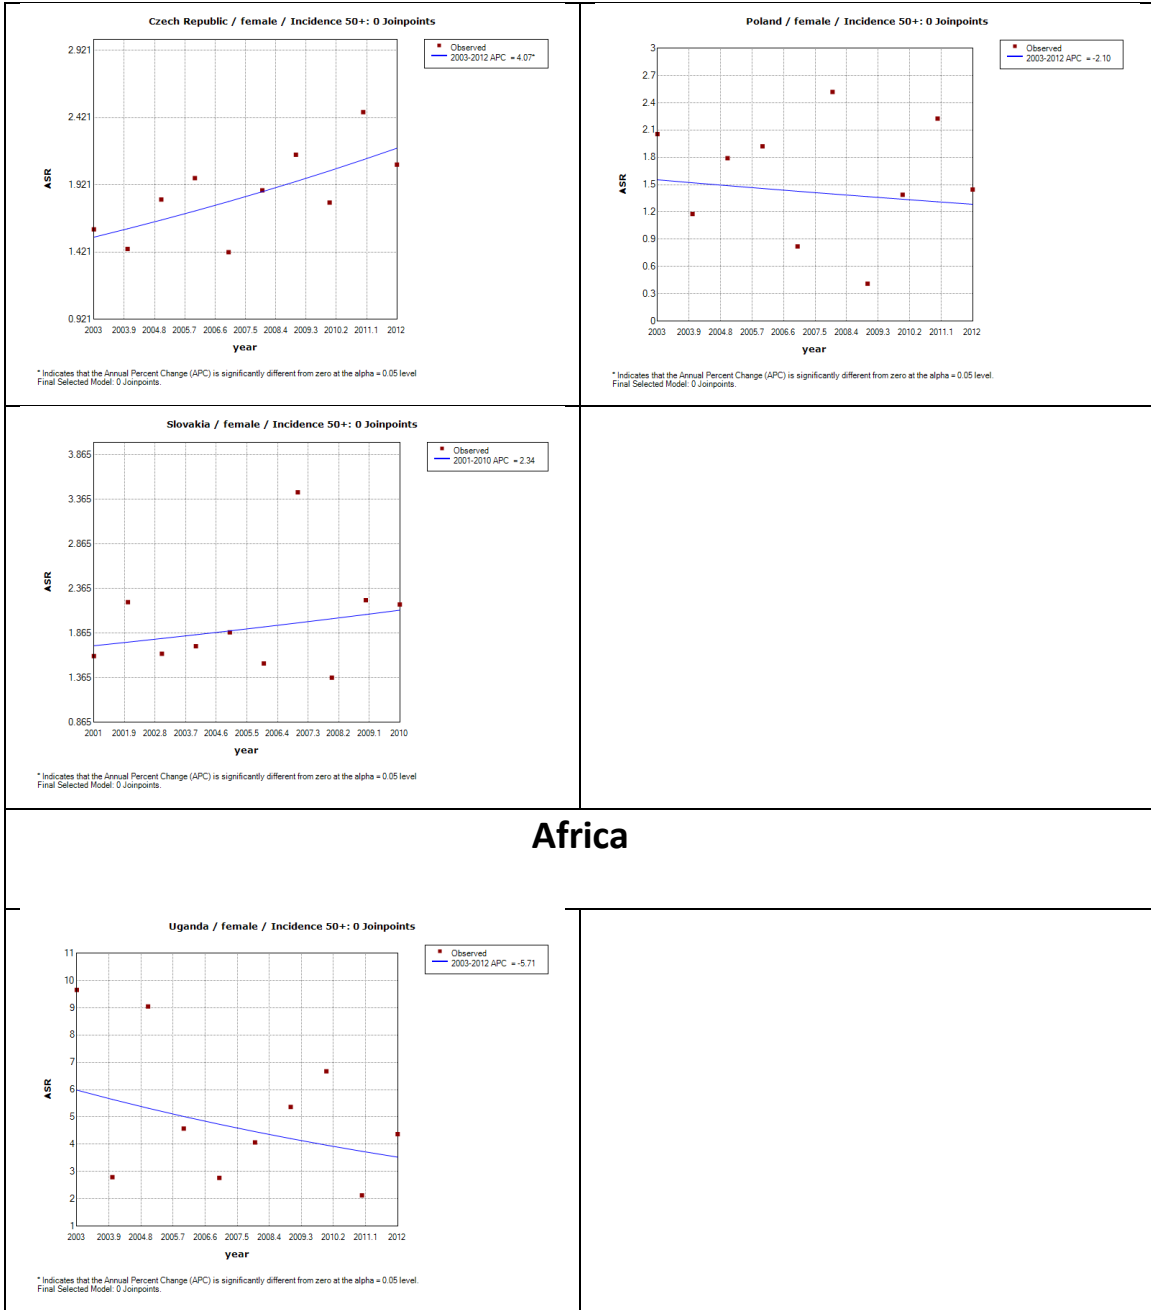 Czech Republic / female / Incidence 50+: 0 Joinpoints
Observed
2003-2012 APC = 4.07*
2.921
2.421
1.921
1.421
0.921
ASR
2003 2003.9 2004.8 2005.7 2006.6 2007.5 2008.4 2009.3 2010.2 2011.1 2012
year
* Indicates that the Annual Percent Change (APC) is significantly different from zero at the alpha = 0.05 level
Final Selected Model: 0 Joinpoints.
Poland / female / Incidence 50+: 0 Joinpoints
Observed
2003-2012 APC = -2.10
3
2.7
2.4
2.1
1.8
1.5
1.2
0.9
0.6
0.3
0
ASR
2003 2003.9 2004.8 2005.7 2006.6 2007.5 2008.4 2009.3 2010.2 2011.1 2012
year
* Indicates that the Annual Percent Change (APC) is significantly different from zero at the alpha = 0.05 level.
Final Selected Model: 0 Joinpoints.
Slovakia / female / Incidence 50+: 0 Joinpoints
Observed
2001-2010 APC = 2.34
3.865
3.365
2.865
2.365
1.865
1.365
0.865
ASR
2001 2001.9 2002.8 2003.7 2004.6 2005.5 2006.4 2007.3 2008.2 2009.1 2010
year
* Indicates that the Annual Percent Change (APC) is significantly different from zero at the alpha = 0.05 level
Final Selected Model: 0 Joinpoints.
Africa
Uganda / female / Incidence 50+: 0 Joinpoints
Observed
2003-2012 APC = -5.71
11
10
9
8
7
6
5
4
3
2
1
ASR
2003 2003.9 2004.8 2005.7 2006.6 2007.5 2008.4 2009.3 2010.2 2011.1 2012
year
* Indicates that the Annual Percent Change (APC) is significantly different from zero at the alpha = 0.05 level.
Final Selected Model: 0 Joinpoints.